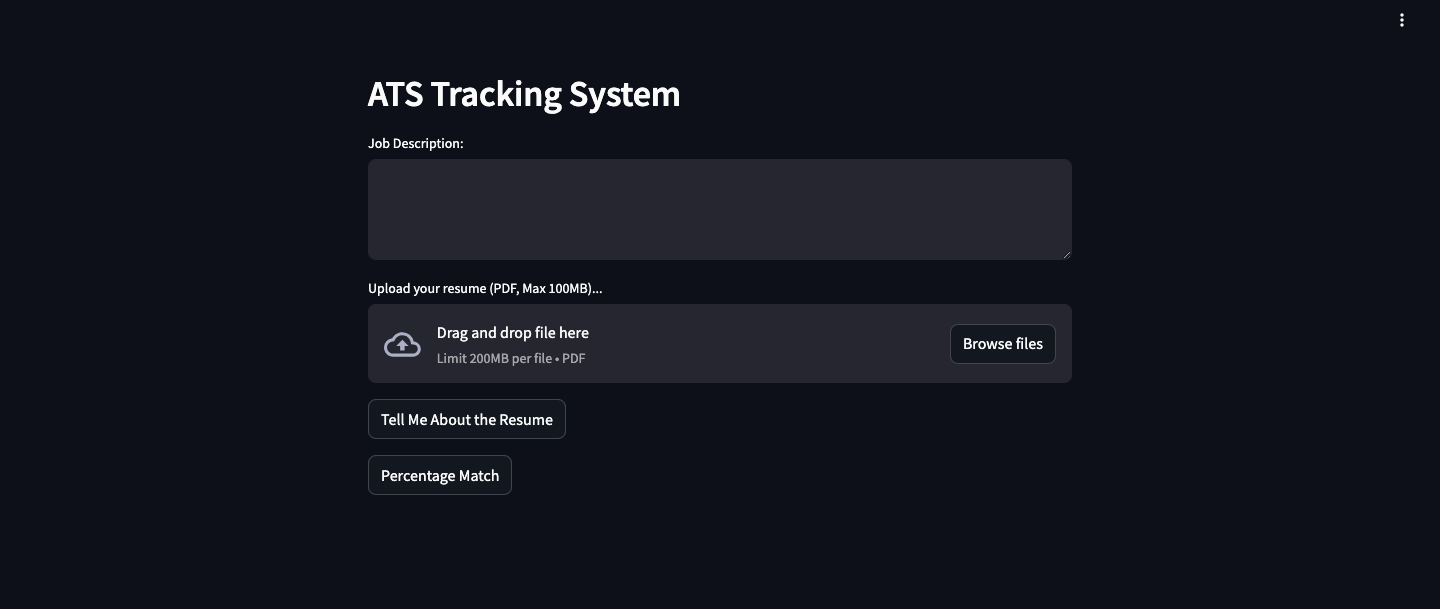 ATS Tracking System
Job Description:
Upload your resume (PDF, Max 100MB)...
Drag and drop file here
Limit 200MB per file • PDF
Browse files
Tell Me About the Resume
Percentage Match